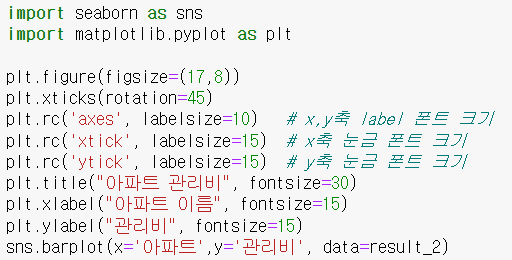 import seaborn as sns
import matplotlib.pyplot as plt

plt.figure(figsize=(17,8))
plt.xticks(rotation=45)
plt.rc('axes', labelsize=10)   # x,y축 label 폰트 크기
plt.rc('xtick', labelsize=15)  # x축 눈금 폰트 크기
plt.rc('ytick', labelsize=15)  # y축 눈금 폰트 크기
plt.title("아파트 관리비", fontsize=30)
plt.xlabel("아파트 이름", fontsize=15)
plt.ylabel("관리비", fontsize=15)
sns.barplot(x='아파트',y='관리비', data=result_2)